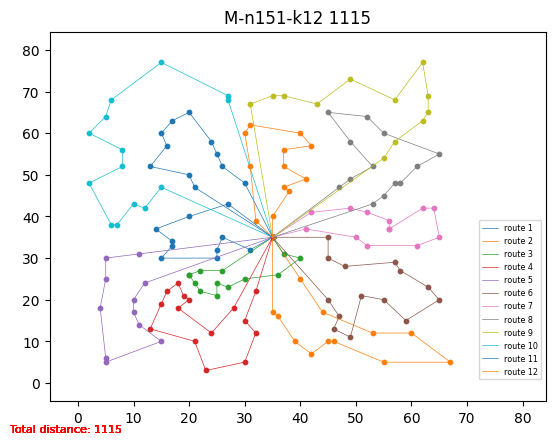 M-n151-k12 1115
80
70
60
50
40
30
20
10
0
route 1
route 2
route 3
route 4
route 5
route 6
route 7
route 8
route 9
route 10
route 11
route 12
0 10 20 30 40 50 60 70 80
Total distance: 1115